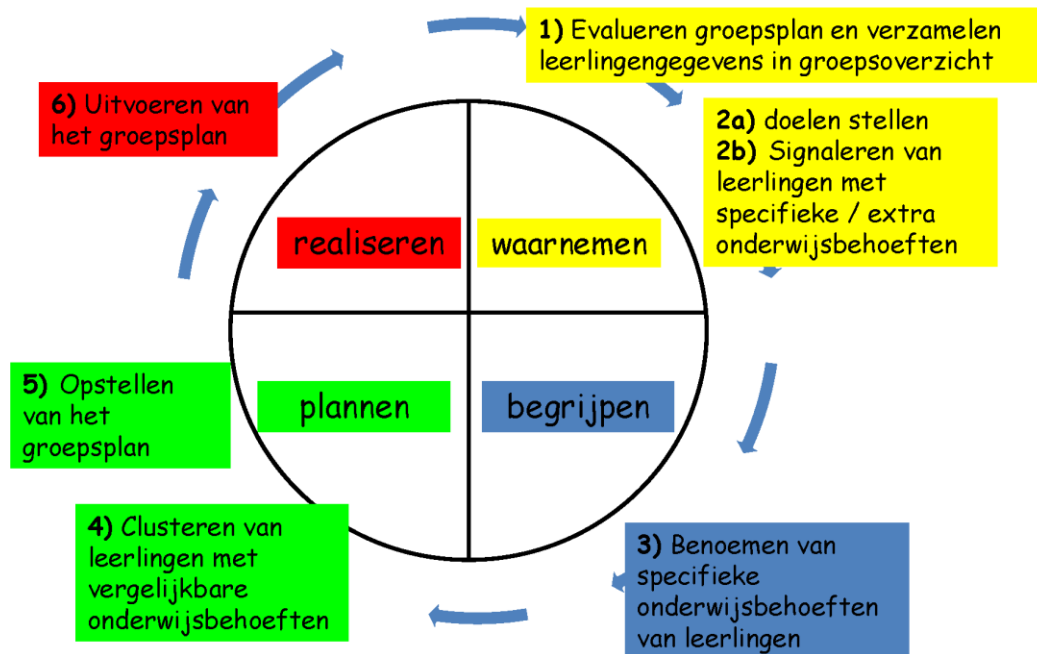 1) Evalueren groepsplan en verzamelen
leerlingengegevens in groepsoverzicht
2a) doelen stellen
2b) Signaleren van
leerlingen met
specifieke / extra
onderwijsbehoeften
3) Benoemen van
specifieke
onderwijsbehoeften
van leerlingen
4) Clusteren van
leerlingen met
vergelijkbare
onderwijsbehoeften
5) Opstellen
van het
groepsplan
6) Uitvoeren van
het groepsplan
realiseren
waarnemen
plannen
begrijpen